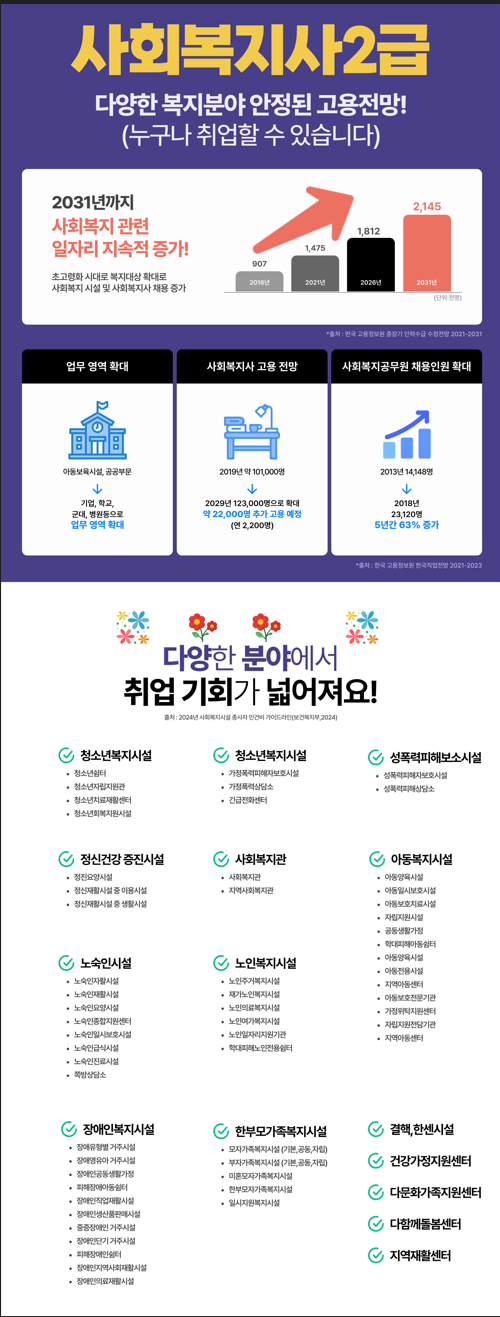 사회복지사2급
다양한 복지분야 안정된 고용전망!
(누구나 취업할 수 있습니다)
2031년까지
사회복지 관련
일자리 지속적 증가!
초고령화 시대로 복지대상 확대로
사회복지 시설 및 사회복지사 채용 증가
907
2016년
1,475
2021년
1,812
2026년
2,145
2031년
(단위:천명)
*출처 : 한국 고용정보원 중장기 인력수급 수정전망 2021-2031
업무 영역 확대
아동보육시설, 공공부문
기업, 학교,
군대, 병원등으로
업무 영역 확대
사회복지사 고용 전망
2019년 약 101,000명
2029년 123,000명으로 확대
약 22,000명 추가 고용 예정
(연 2,200명)
사회복지공무원 채용인원 확대
2013년 14,148명
2018년
23,120명
5년간 63% 증가
*출처 : 한국 고용정보원 한국직업전망 2021-2023
다양한 분야에서
취업 기회가 넓어져요!
출처 : 2024년 사회복지시설 종사자 인건비 가이드라인(보건복지부,2024)
청소년복지시설
• 청소년쉼터
• 청소년자립지원관
• 청소년치료재활센터
• 청소년회복지원시설
청소년복지시설
• 가정폭력피해자보호시설
• 가정폭력상담소
• 긴급전화센터
성폭력피해보소시설
• 성폭력피해자보호시설
• 성폭력피해상담소
정신건강 증진시설
• 정진요양시설
• 정신재활시설 중 이용시설
• 정신재활시설 중 생활시설
사회복지관
• 사회복지관
• 지역사회복지관
아동복지시설
• 아동양육시설
• 아동일시보호시설
• 아동보호치료시설
• 자립지원시설
• 공동생활가정
• 학대피해아동쉼터
• 아동양육시설
• 아동전용시설
• 지역아동센터
• 아동보호전문기관
• 가정위탁지원센터
• 자립지원전담기관
• 지역아동센터
노숙인시설
• 노숙인자활시설
• 노숙인재활시설
• 노숙인요양시설
• 노숙인종합지원센터
• 노숙인일시보호시설
• 노숙인급식시설
• 노숙인진료시설
• 쪽방상담소
노인복지시설
• 노인주거복지시설
• 재가노인복지시설
• 노인의료복지시설
• 노인여가복지시설
• 노인일자리지원기관
• 학대피해노인전용쉼터
장애인복지시설
• 장애유형별 거주시설
• 장애영유아 거주시설
• 장애인공동생활가정
• 피해장애아동쉼터
• 장애인직업재활시설
• 장애인생산품판매시설
• 중증장애인 거주시설
• 장애인단기 거주시설
• 피해장애인쉼터
• 장애인지역사회재활시설
• 장애인의료재활시설
한부모가족복지시설
• 모자가족복지시설 (기본,공동,자립)
• 부자가족복지시설 (기본,공동,자립)
• 미혼모자가족복지시설
• 한부모자가족복지시설
• 일시지원복지시설
결핵,한센시설
건강가정지원센터
다문화가족지원센터
다함께돌봄센터
지역재활센터